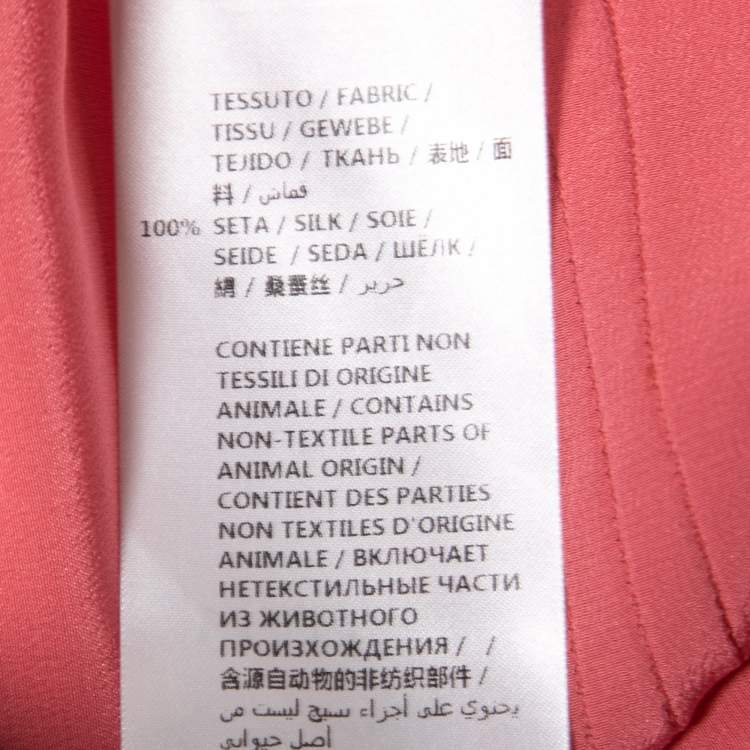 TESSUTO / FABRIC /
TISSU / GEWEBE /
TEJIDO / ТКАНЬ / 表地 / 面
料 / قماش
100% SETA / SILK / SOIE /
SEIDE / SEDA / ШЁЛК /
絹 / 桑蚕丝 / حرير
CONTIENE PARTI NON
TESSILI DI ORIGINE
ANIMALE / CONTAINS
NON-TEXTILE PARTS OF
ANIMAL ORIGIN /
CONTIENT DES PARTIES
NON TEXTILES D'ORIGINE
ANIMALE / ВКЛЮЧАЕТ
НЕТЕКСТИЛЬНЫЕ ЧАСТИ
ИЗ ЖИВОТНОГО
ПРОИЗХОЖДЕНИЯ / /
含源自动物的非纺织部件 /
يحتوي على أجزاء نسيج ليست من
أصل حيواني